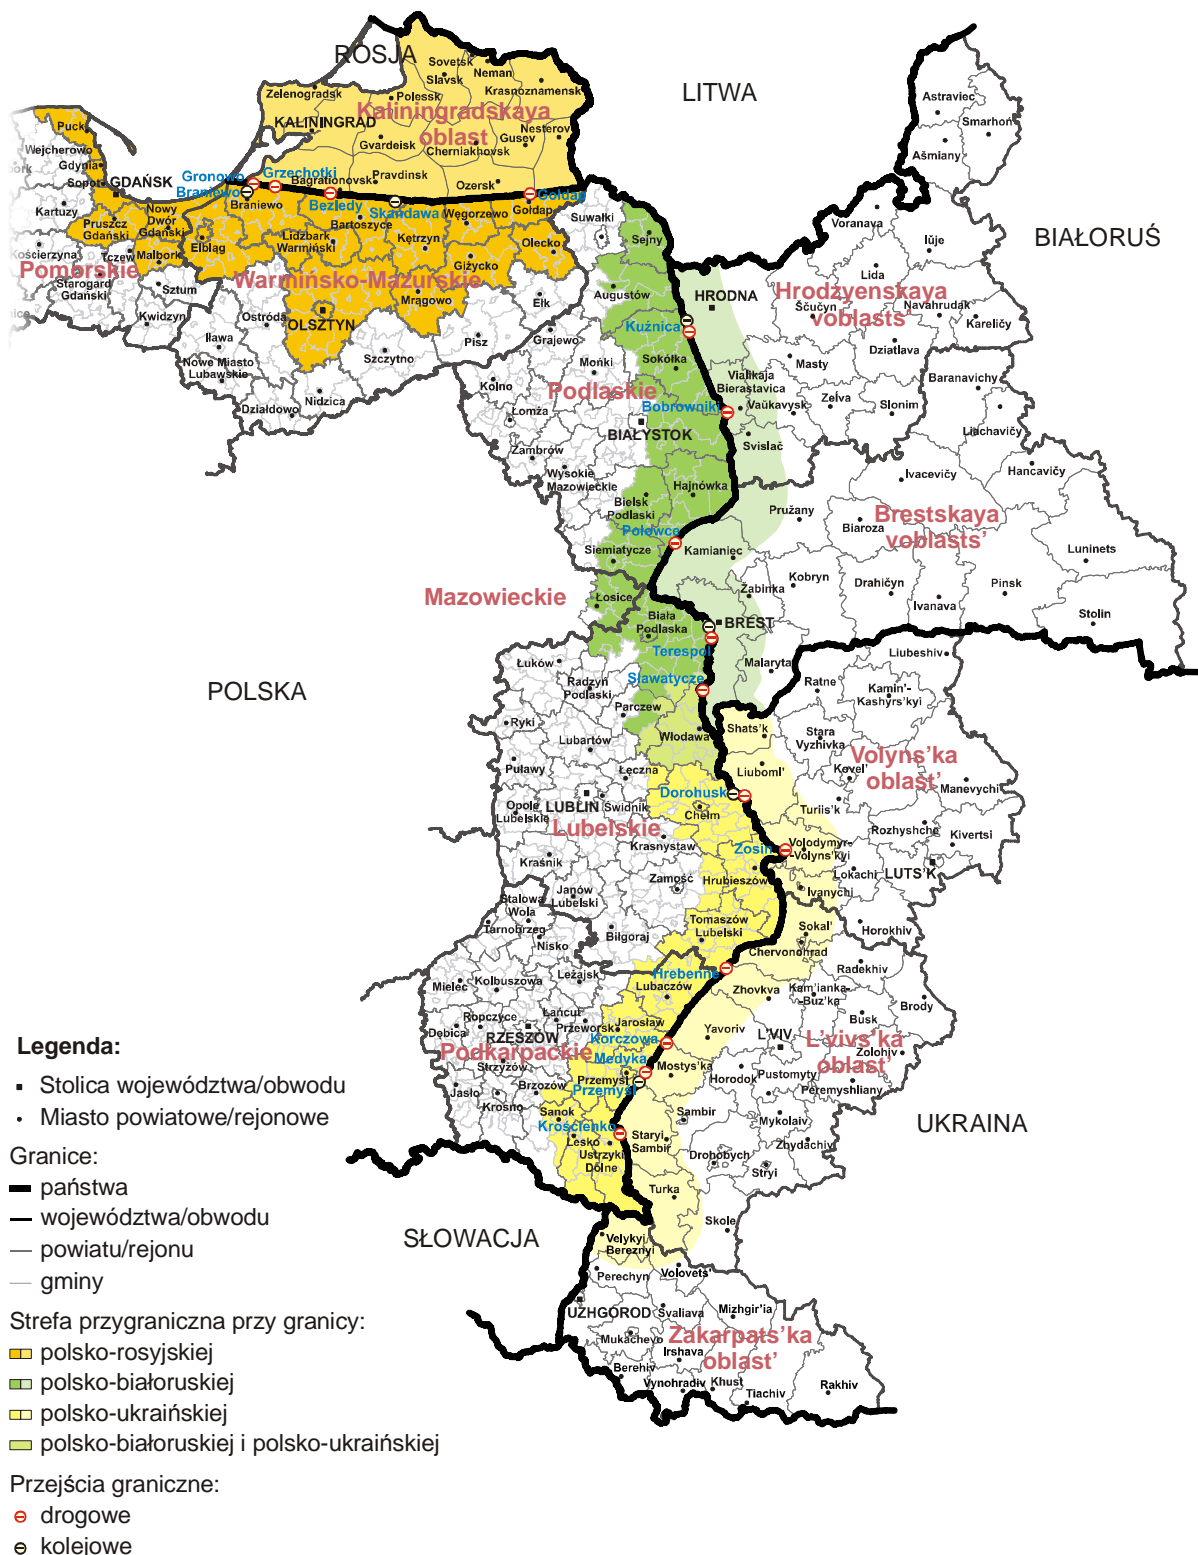 ROSJA
LITWA
BIAŁORUŚ
POLSKA
UKRAINA
SŁOWACJA
Kaliningradskaya
oblast
Sovetsk
Slavsk
Neman
Krasnoznamensk
Zelenogradsk
Polessk
KALININGRAD
Gvardeisk
Cherniakhovsk
Gusev
Nesterov
Bagrationovsk
Pravdinsk
Ozersk
Gronowo
Braniewo
Grzechotki
Bezledy
Skandawa
Gołdap
Pomorskie
Puck
Wejcherowo
Gdynia
Sopot
GDAŃSK
Kartuzy
Pruszcz
Gdański
Nowy
Dwór
Gdański
Kościerzyna
Tczew
Malbork
Starogard
Gdański
Sztum
Kwidzyn
Warmińsko-Mazurskie
Braniewo
Elbląg
Lidzbark
Warmiński
Bartoszyce
Kętrzyn
Węgorzewo
Gołdap
Olecko
Giżycko
Mrągowo
Ełk
Ostróda
OLSZTYN
Iława
Nowe Miasto
Lubawskie
Działdowo
Nidzica
Szczytno
Pisz
Podlaskie
Suwałki
Sejny
Augustów
Grajewo
Mońki
Sokółka
Kolno
Łomża
Zambrów
BIAŁYSTOK
Wysokie
Mazowieckie
Bielsk
Podlaski
Hajnówka
Siemiatycze
Kuźnica
Bobrowniki
Połowce
Hrodzyenskaya
voblasts'
Astraviec
Smarhoń
Ašmiany
Voranava
Iŭje
Lida
HRODNA
Ščučyn
Navahrudak
Kareličy
Dziatlava
Masty
Vialikaja
Bierastavica
Vaŭkavysk
Zelva
Slonim
Svislač
Brestskaya
voblasts'
Baranavichy
Liachavičy
Ivacevičy
Hancavičy
Pružany
Biaroza
Luninets
Kamianiec
Žabinka
Kobryn
Drahičyn
Ivanava
Pinsk
Stolin
BREST
Malaryta
Mazowieckie
Łosice
Terespol
Sławatycze
Lubelskie
Biała
Podlaska
Łuków
Radzyń
Podlaski
Parczew
Ryki
Włodawa
Lubartów
Puławy
Łęczna
Opole
Lubelskie
LUBLIN
Świdnik
Chełm
Krasnystaw
Kraśnik
Zamość
Hrubieszów
Janów
Lubelski
Biłgoraj
Tomaszów
Lubelski
Dorohusk
Zosin
Hrebenne
Volyns'ka
oblast'
Liubeshiv
Ratne
Kamin'-
Kashyrs'kyi
Shats'k
Stara
Vyzhivka
Liuboml'
Kovel'
Manevychi
Turiis'k
Rozhyshche
Kivertsi
Volodymyr-
-Volyns'kyi
Lokachi
LUTS'K
Ivanychi
Horokhiv
L'vivs'ka
oblast'
Sokal'
Chervonohrad
Radekhiv
Zhovkva
Kam'ianka-
Buz'ka
Brody
Busk
Yavoriv
L'VIV
Zolohiv
Mostys'ka
Horodok
Pustomyty
Peremyshliany
Sambir
Mykolaiv
Zhydachiv
Staryi
Sambir
Drohobych
Stryi
Turka
Skole
Podkarpackie
Stalowa
Wola
Tarnobrzeg
Nisko
Mielec
Kolbuszowa
Leżajsk
Lubaczów
Ropczyce
Dębica
Łańcut
Przeworsk
Jarosław
RZESZÓW
Strzyżów
Przemyśl
Jasło
Krosno
Brzozów
Sanok
Lesko
Ustrzyki
Dolne
Korczowa
Medyka
Przemyśl
Krościenko
Zakarpats'ka
oblast'
Velykyj
Bereznyi
Perechyn
Volovets'
UZHGOROD
Svaliava
Mizhgir'ia
Mukachevo
Irshava
Berehiv
Vynohradiv
Khust
Tiachiv
Rakhiv
Legenda:
Stolica województwa/obwodu
Miasto powiatowe/rejonowe
Granice:
państwa
województwa/obwodu
powiatu/rejonu
gminy
Strefa przygraniczna przy granicy:
polsko-rosyjskiej
polsko-białoruskiej
polsko-ukraińskiej
polsko-białoruskiej i polsko-ukraińskiej
Przejścia graniczne:
drogowe
kolejowe